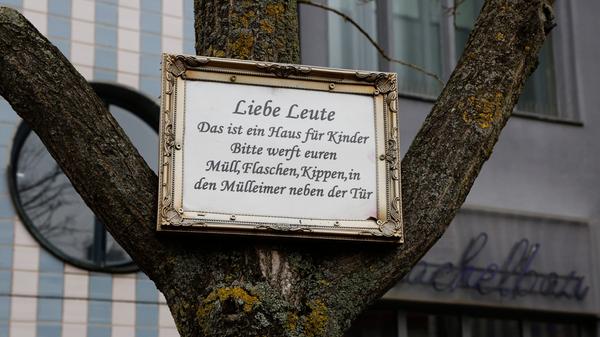 Liebe Leute
Das ist ein Haus für Kinder
Bitte werft euren
Müll,Flaschen,Kippen,in
den Mülleimer neben der Tür